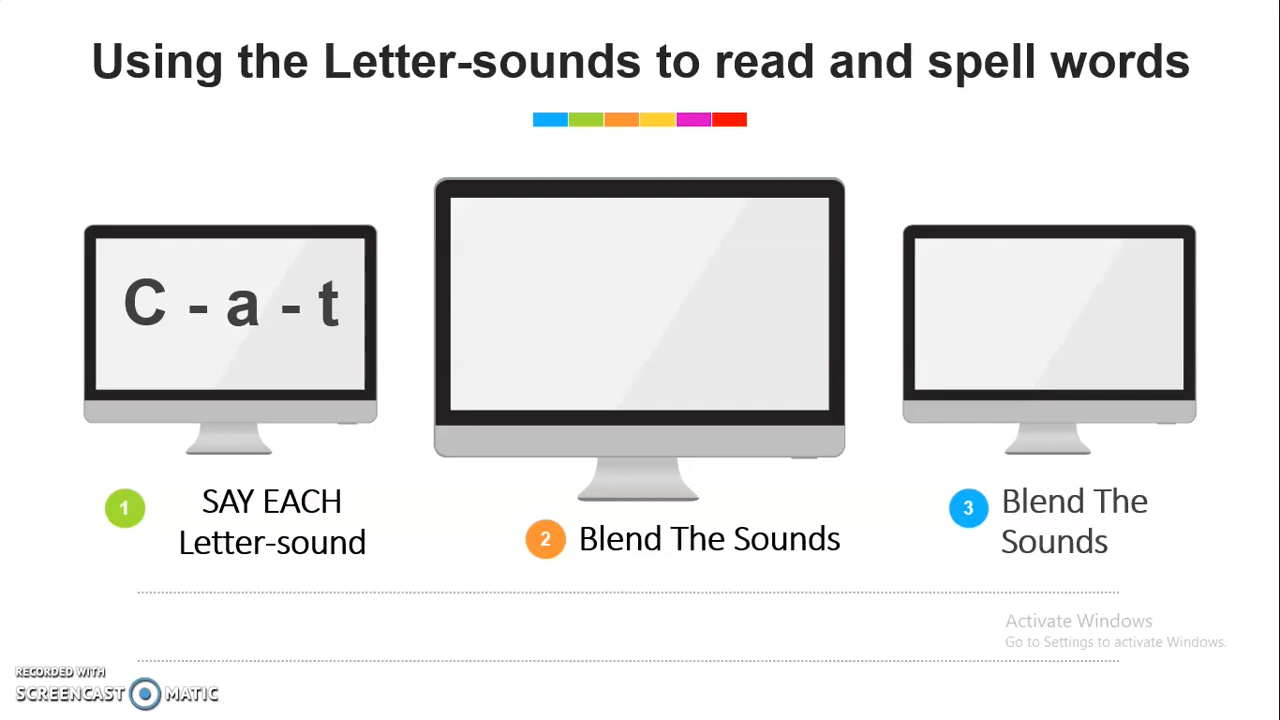 Using the Letter-sounds to read and spell words
C - a - t
1
SAY EACH
Letter-sound
2
Blend The Sounds
3
Blend The
Sounds
Activate Windows
Go to Settings to activate Windows.
RECORDED WITH
SCREENCAST MATIC